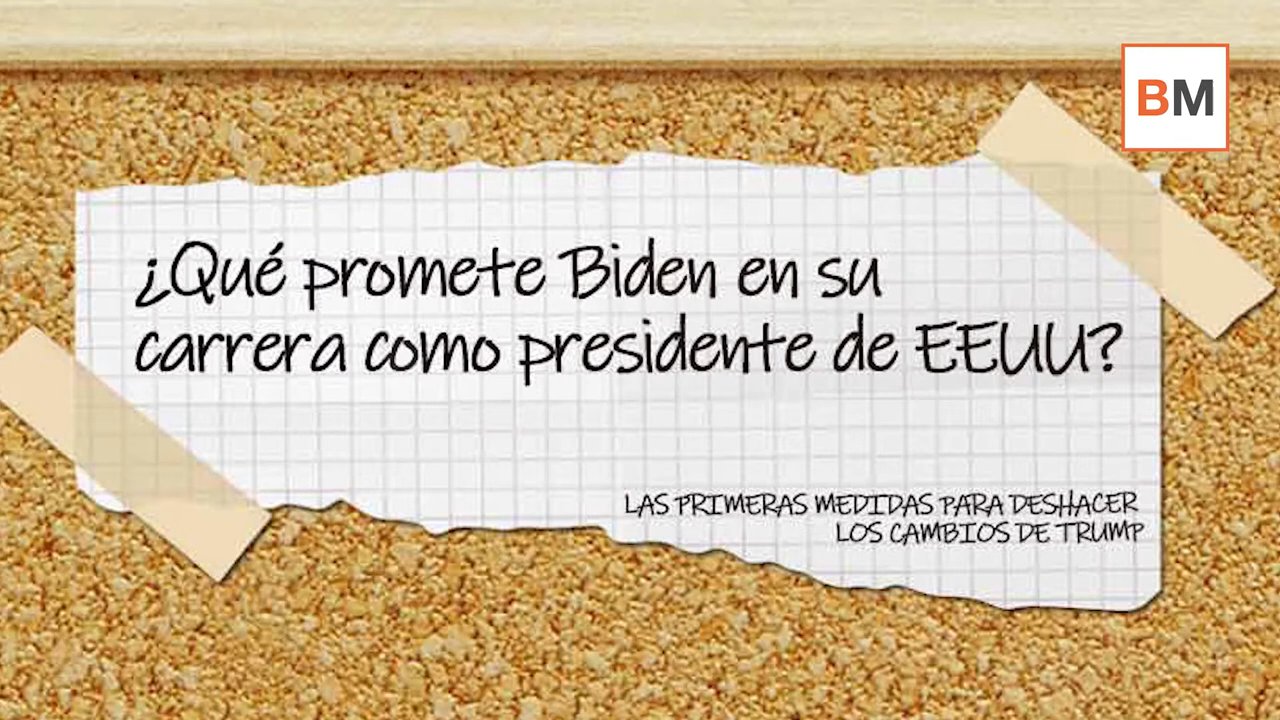 BM
¿Qué promete Biden en su
carrera como presidente de EEUU?
LAS PRIMERAS MEDIDAS PARA DESHACER
LOS CAMBIOS DE TRUMP